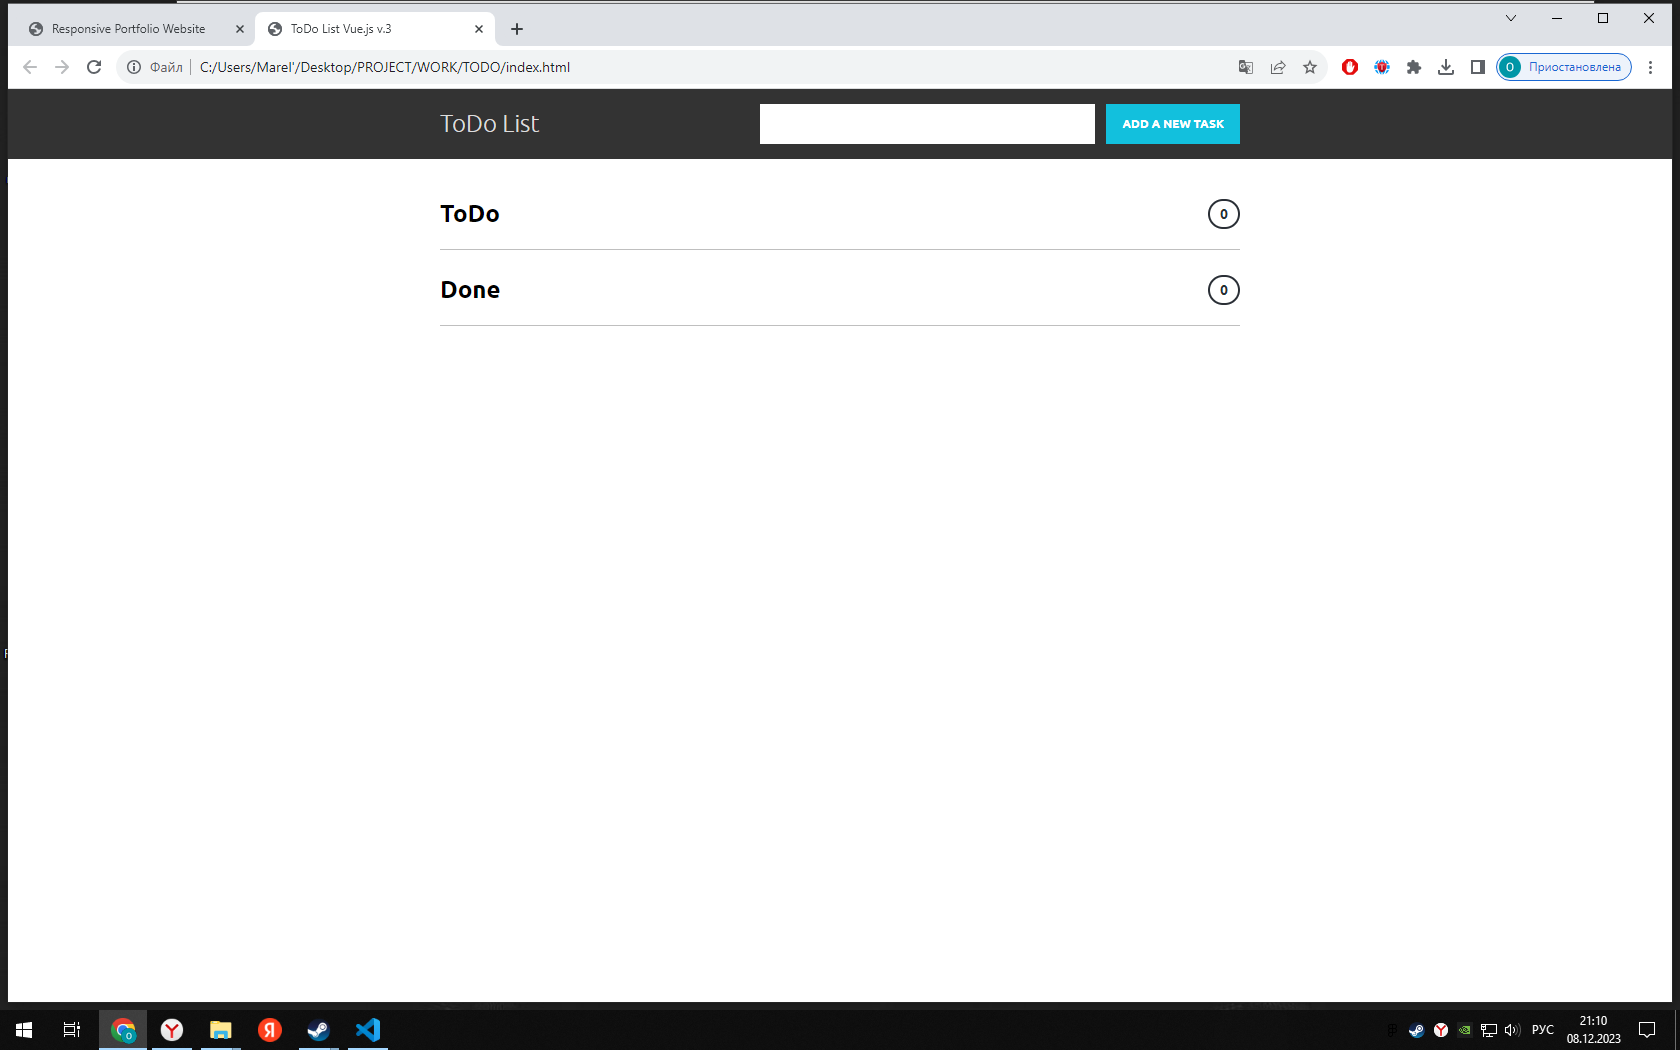 Responsive Portfolio Website
ToDo List Vue.js v.3
Файл
C:/Users/Marel'/Desktop/PROJECT/WORK/TODO/index.html
O
Приостановлена
ToDo List
ADD A NEW TASK
ToDo
0
Done
0
РУС
21:10
08.12.2023